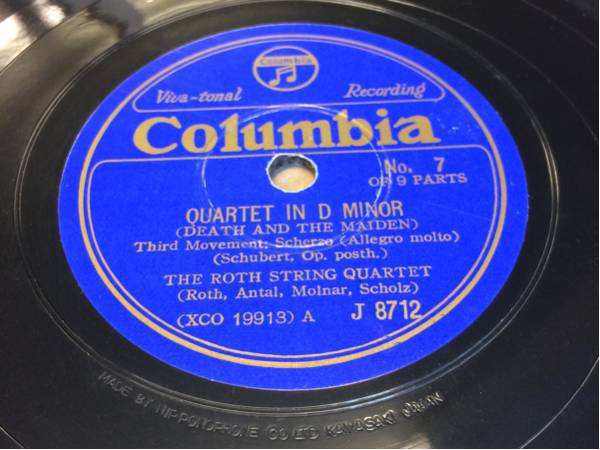 Columbia
Viva-tonal Recording
Columbia
No. 7
OF 9 PARTS
QUARTET IN D MINOR
(DEATH AND THE MAIDEN)
Third Movement: Scherzo (Allegro molto)
(Schubert, Op. posth.)
THE ROTH STRING QUARTET
(Roth, Antal, Molnar, Scholz)
(XCO 19913) A J 8712
MADE BY NIPPONOPHONE CO LTD KAWASAKI JAPAN